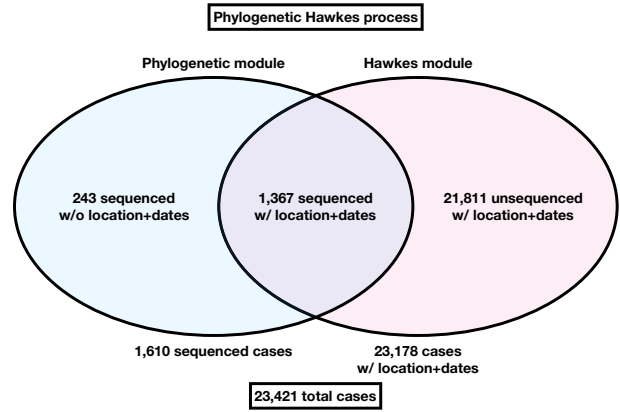 Phylogenetic Hawkes process
Phylogenetic module
Hawkes module
243 sequenced
w/o location+dates
1,367 sequenced
w/ location+dates
21,811 unsequenced
w/ location+dates
1,610 sequenced cases
23,178 cases
w/ location+dates
23,421 total cases